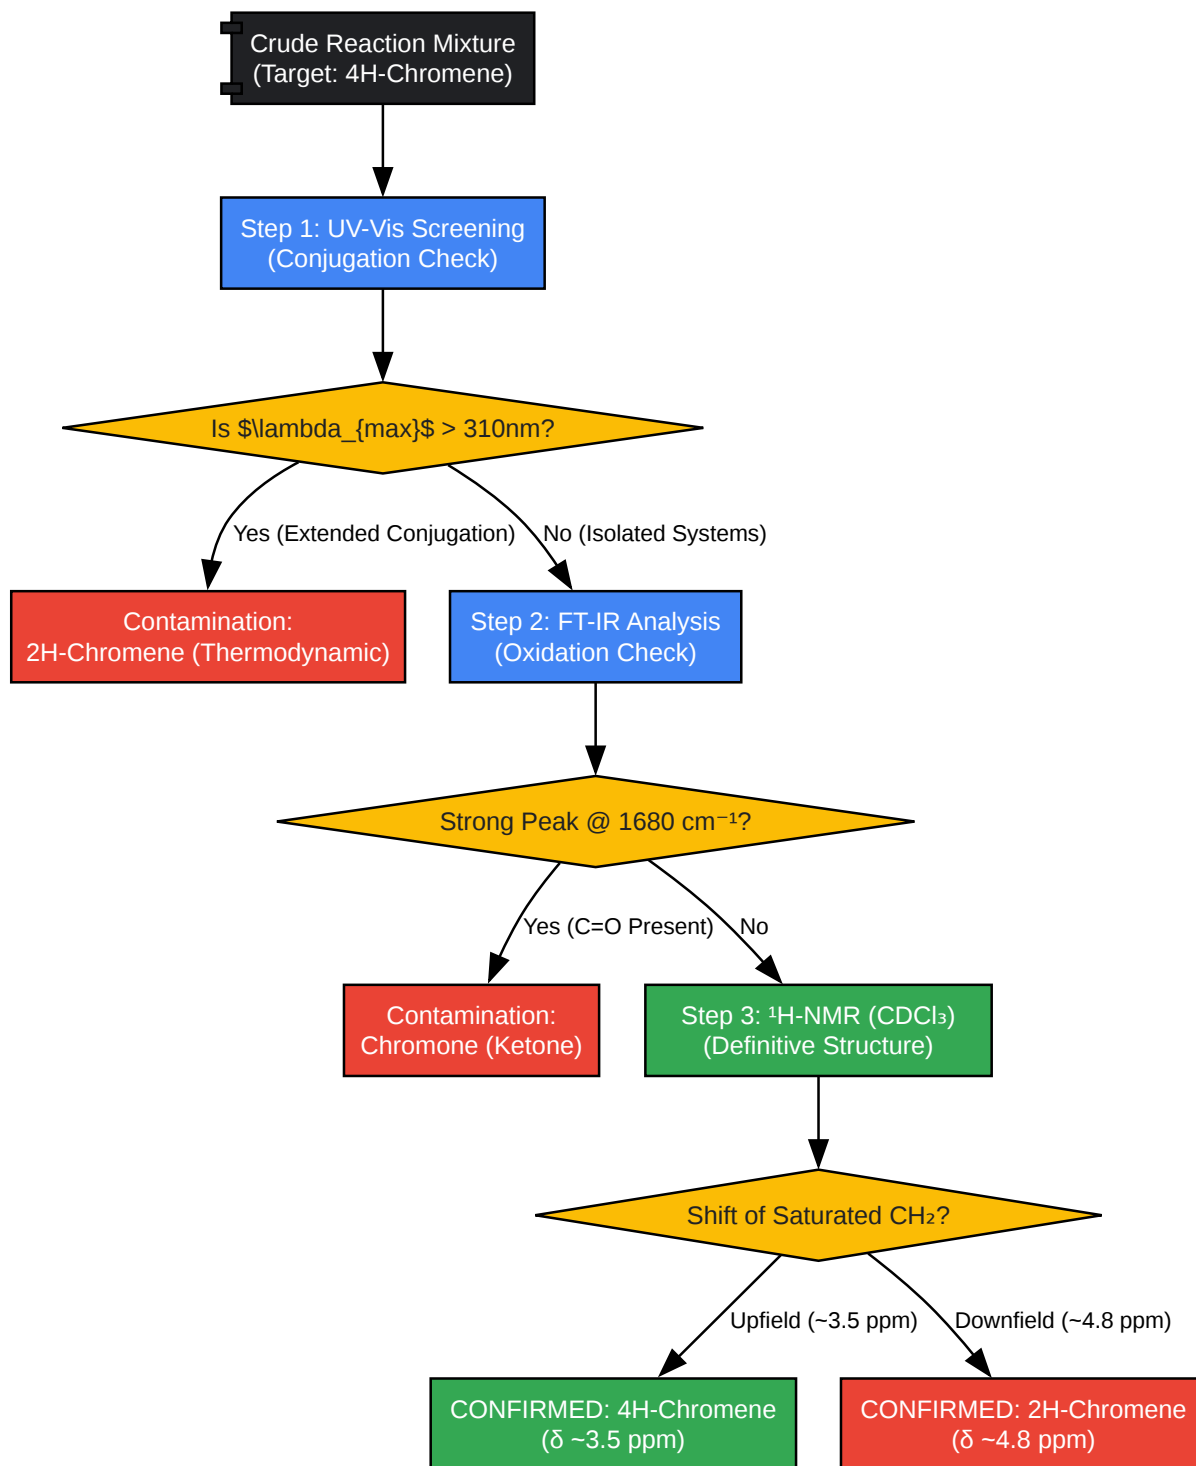 Crude Reaction Mixture
(Target: 4H-Chromene)
Step 1: UV-Vis Screening
(Conjugation Check)
Is $\lambda_{max}$ > 310nm?
Yes (Extended Conjugation)
No (Isolated Systems)
Contamination:
2H-Chromene (Thermodynamic)
Step 2: FT-IR Analysis
(Oxidation Check)
Strong Peak @ 1680 cm⁻¹?
Yes (C=O Present)
No
Contamination:
Chromone (Ketone)
Step 3: ¹H-NMR (CDCl₃)
(Definitive Structure)
Shift of Saturated CH₂?
Upfield (~3.5 ppm)
Downfield (~4.8 ppm)
CONFIRMED: 4H-Chromene
(δ ~3.5 ppm)
CONFIRMED: 2H-Chromene
(δ ~4.8 ppm)